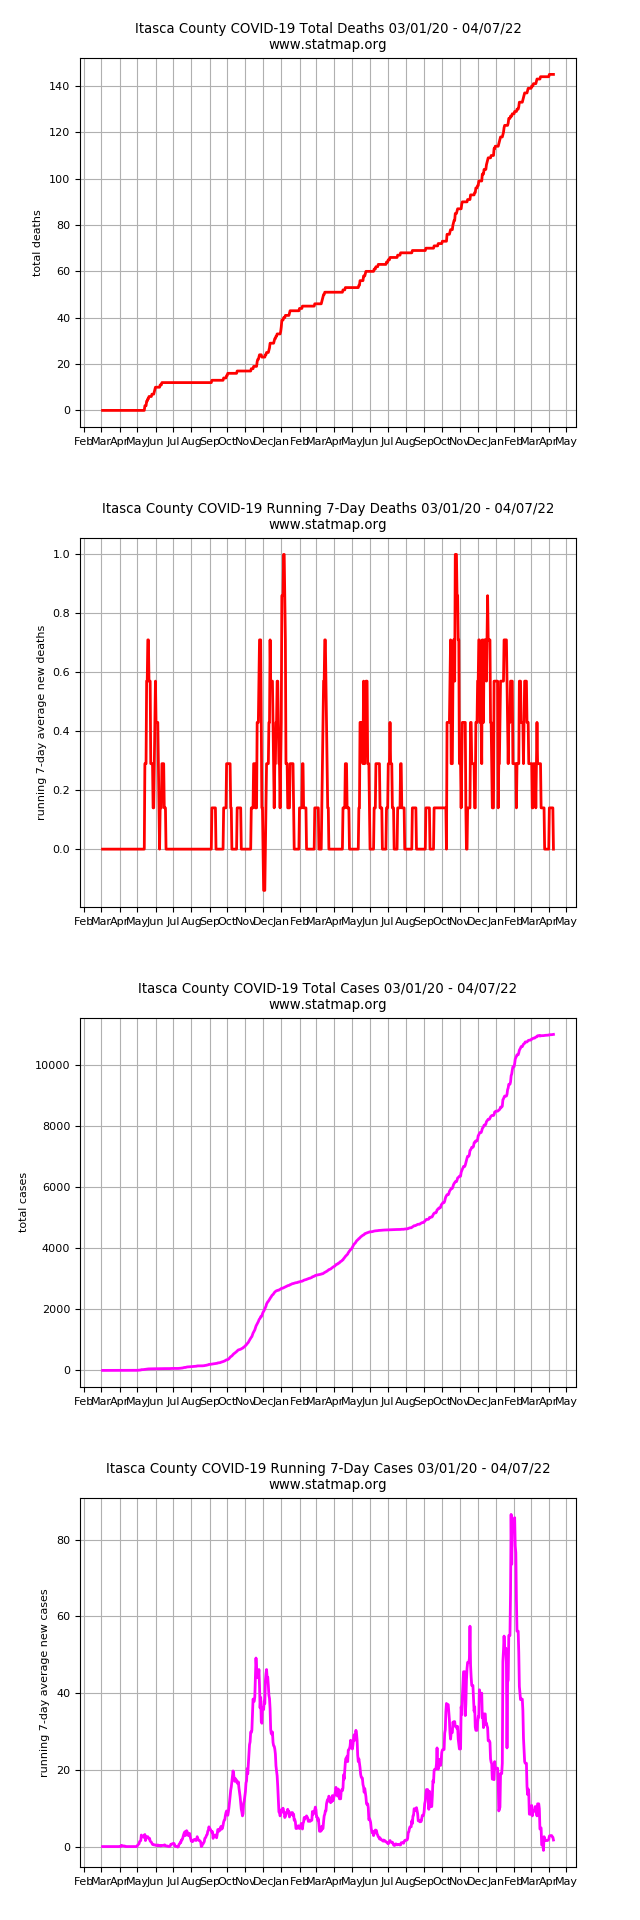 Itasca County COVID-19 Total Deaths 03/01/20 - 04/07/22
www.statmap.org
140
120
100
80
60
40
20
0
total deaths
Feb Mar Apr May Jun Jul Aug Sep Oct Nov Dec Jan Feb Mar Apr May Jun Jul Aug Sep Oct Nov Dec Jan Feb Mar Apr May
Itasca County COVID-19 Running 7-Day Deaths 03/01/20 - 04/07/22
www.statmap.org
1.0
0.8
0.6
0.4
0.2
0.0
running 7-day average new deaths
Feb Mar Apr May Jun Jul Aug Sep Oct Nov Dec Jan Feb Mar Apr May Jun Jul Aug Sep Oct Nov Dec Jan Feb Mar Apr May
Itasca County COVID-19 Total Cases 03/01/20 - 04/07/22
www.statmap.org
10000
8000
6000
4000
2000
0
total cases
Feb Mar Apr May Jun Jul Aug Sep Oct Nov Dec Jan Feb Mar Apr May Jun Jul Aug Sep Oct Nov Dec Jan Feb Mar Apr May
Itasca County COVID-19 Running 7-Day Cases 03/01/20 - 04/07/22
www.statmap.org
80
60
40
20
0
running 7-day average new cases
Feb Mar Apr May Jun Jul Aug Sep Oct Nov Dec Jan Feb Mar Apr May Jun Jul Aug Sep Oct Nov Dec Jan Feb Mar Apr May